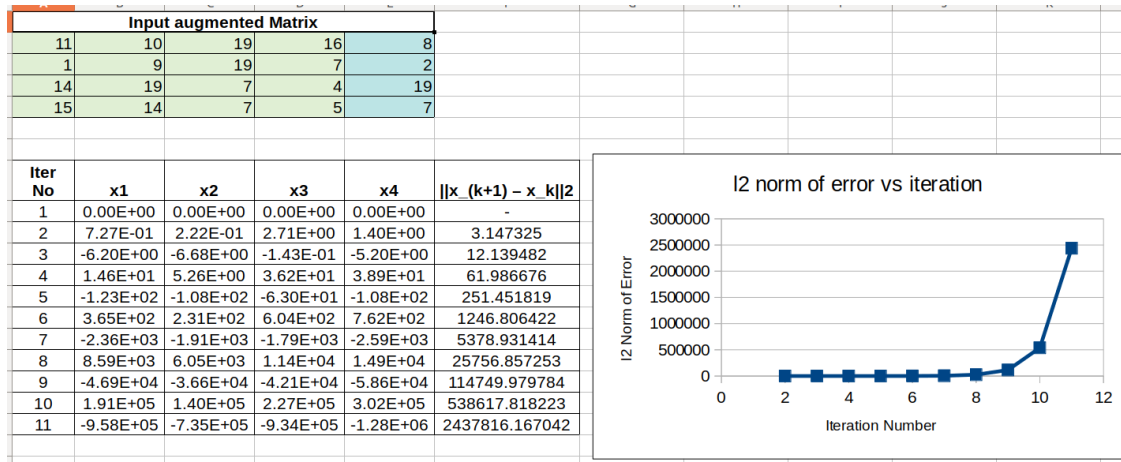 Input augmented Matrix
11 10 19 16 8
1 9 19 7 2
14 19 7 4 19
15 14 7 5 7
Iter
No x1 x2 x3 x4 ||x_(k+1) – x_k||2
1 0.00E+00 0.00E+00 0.00E+00 0.00E+00 -
2 7.27E-01 2.22E-01 2.71E+00 1.40E+00 3.147325
3 -6.20E+00 -6.68E+00 -1.43E-01 -5.20E+00 12.139482
4 1.46E+01 5.26E+00 3.62E+01 3.89E+01 61.986676
5 -1.23E+02 -1.08E+02 -6.30E+01 -1.08E+02 251.451819
6 3.65E+02 2.31E+02 6.04E+02 7.62E+02 1246.806422
7 -2.36E+03 -1.91E+03 -1.79E+03 -2.59E+03 5378.931414
8 8.59E+03 6.05E+03 1.14E+04 1.49E+04 25756.857253
9 -4.69E+04 -3.66E+04 -4.21E+04 -5.86E+04 114749.979784
10 1.91E+05 1.40E+05 2.27E+05 3.02E+05 538617.818223
11 -9.58E+05 -7.35E+05 -9.34E+05 -1.28E+06 2437816.167042
l2 norm of error vs iteration
l2 Norm of Error
3000000
2500000
2000000
1500000
1000000
500000
0
0 2 4 6 8 10 12
Iteration Number